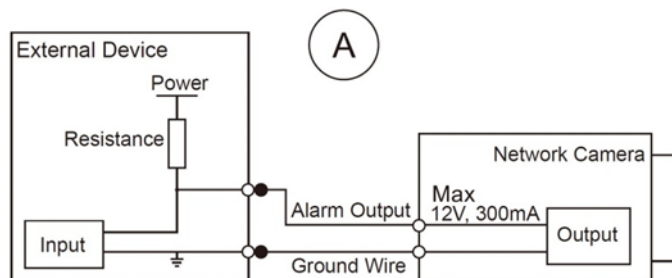 A
External Device
Power
Resistance
Network Camera
Max
12V, 300mA
Alarm Output
Output
Input
Ground Wire